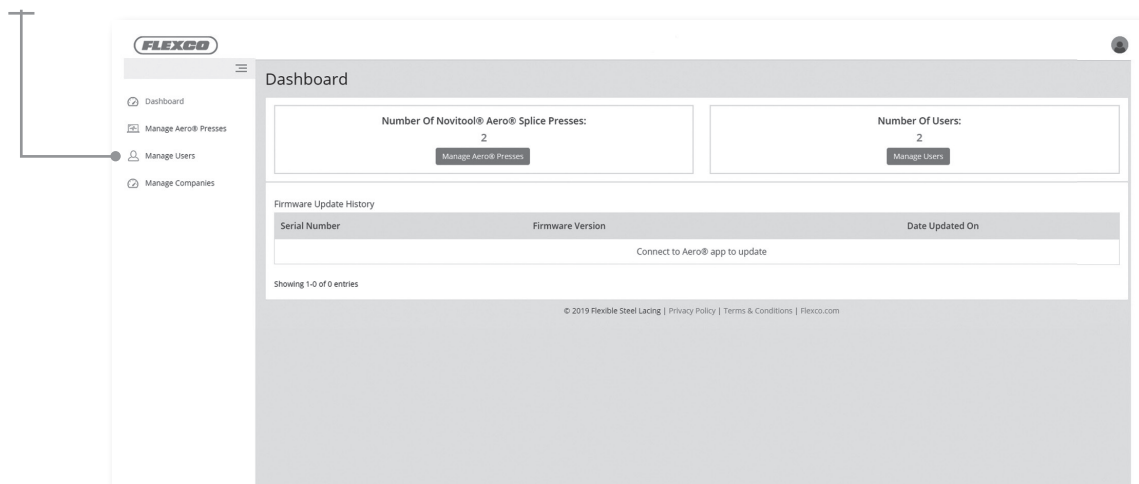 FLEXCO
Dashboard
Manage Aero® Presses
Manage Users
Manage Companies
Dashboard
Number Of Novitool® Aero® Splice Presses:
2
Manage Aero® Presses
Number Of Users:
2
Manage Users
Firmware Update History
Serial Number Firmware Version Date Updated On
Connect to Aero® app to update
Showing 1-0 of 0 entries
© 2019 Flexible Steel Lacing | Privacy Policy | Terms & Conditions | Flexco.com